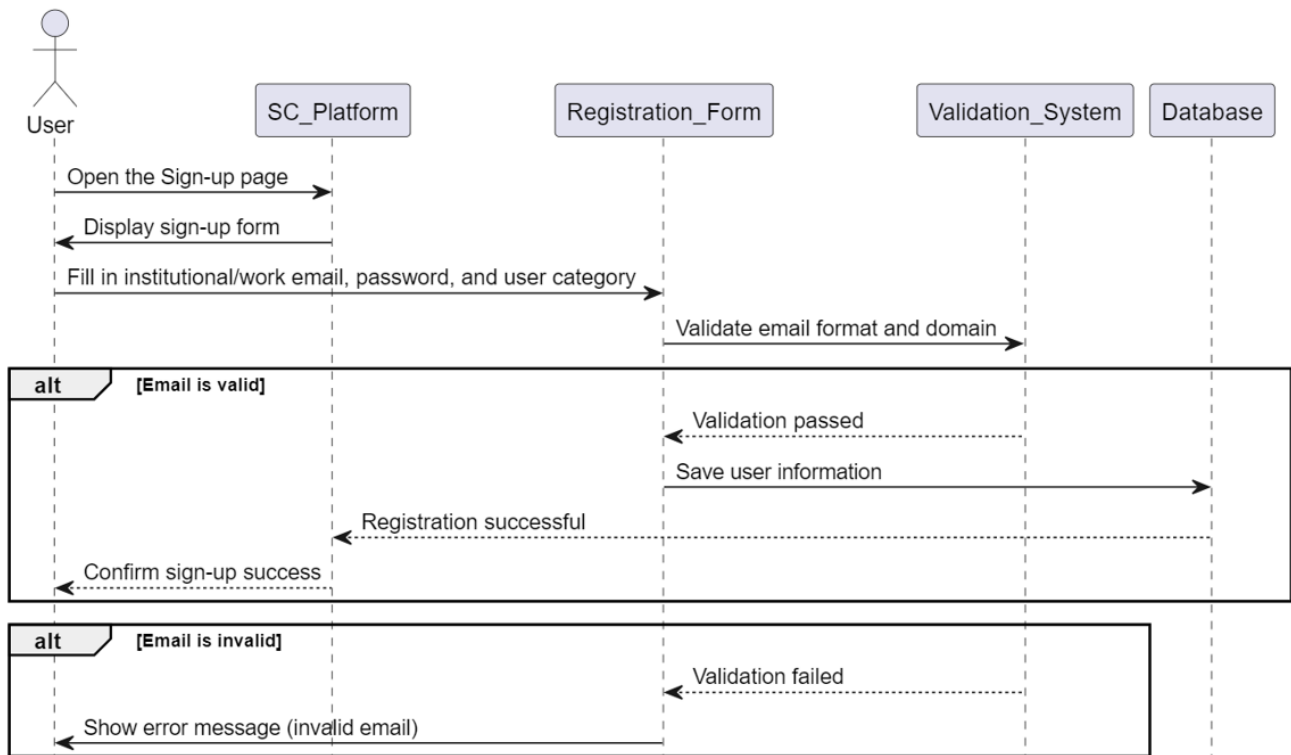 User
SC_Platform
Registration_Form
Validation_System
Database
Open the Sign-up page
Display sign-up form
Fill in institutional/work email, password, and user category
Validate email format and domain
alt [Email is valid]
Validation passed
Save user information
Registration successful
Confirm sign-up success
alt [Email is invalid]
Validation failed
Show error message (invalid email)